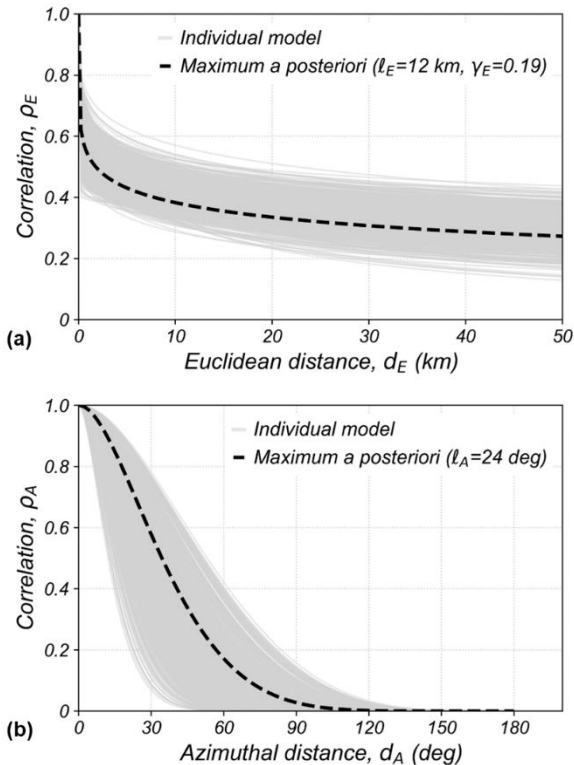 1.0
0.8
0.6
0.4
0.2
0
Correlation, ρE
Individual model
Maximum a posteriori (ℓE=12 km, γE=0.19)
0 10 20 30 40 50
(a)
Euclidean distance, dE (km)
1.0
0.8
0.6
0.4
0.2
0
Correlation, ρA
Individual model
Maximum a posteriori (ℓA=24 deg)
0 30 60 90 120 150 180
(b)
Azimuthal distance, dA (deg)